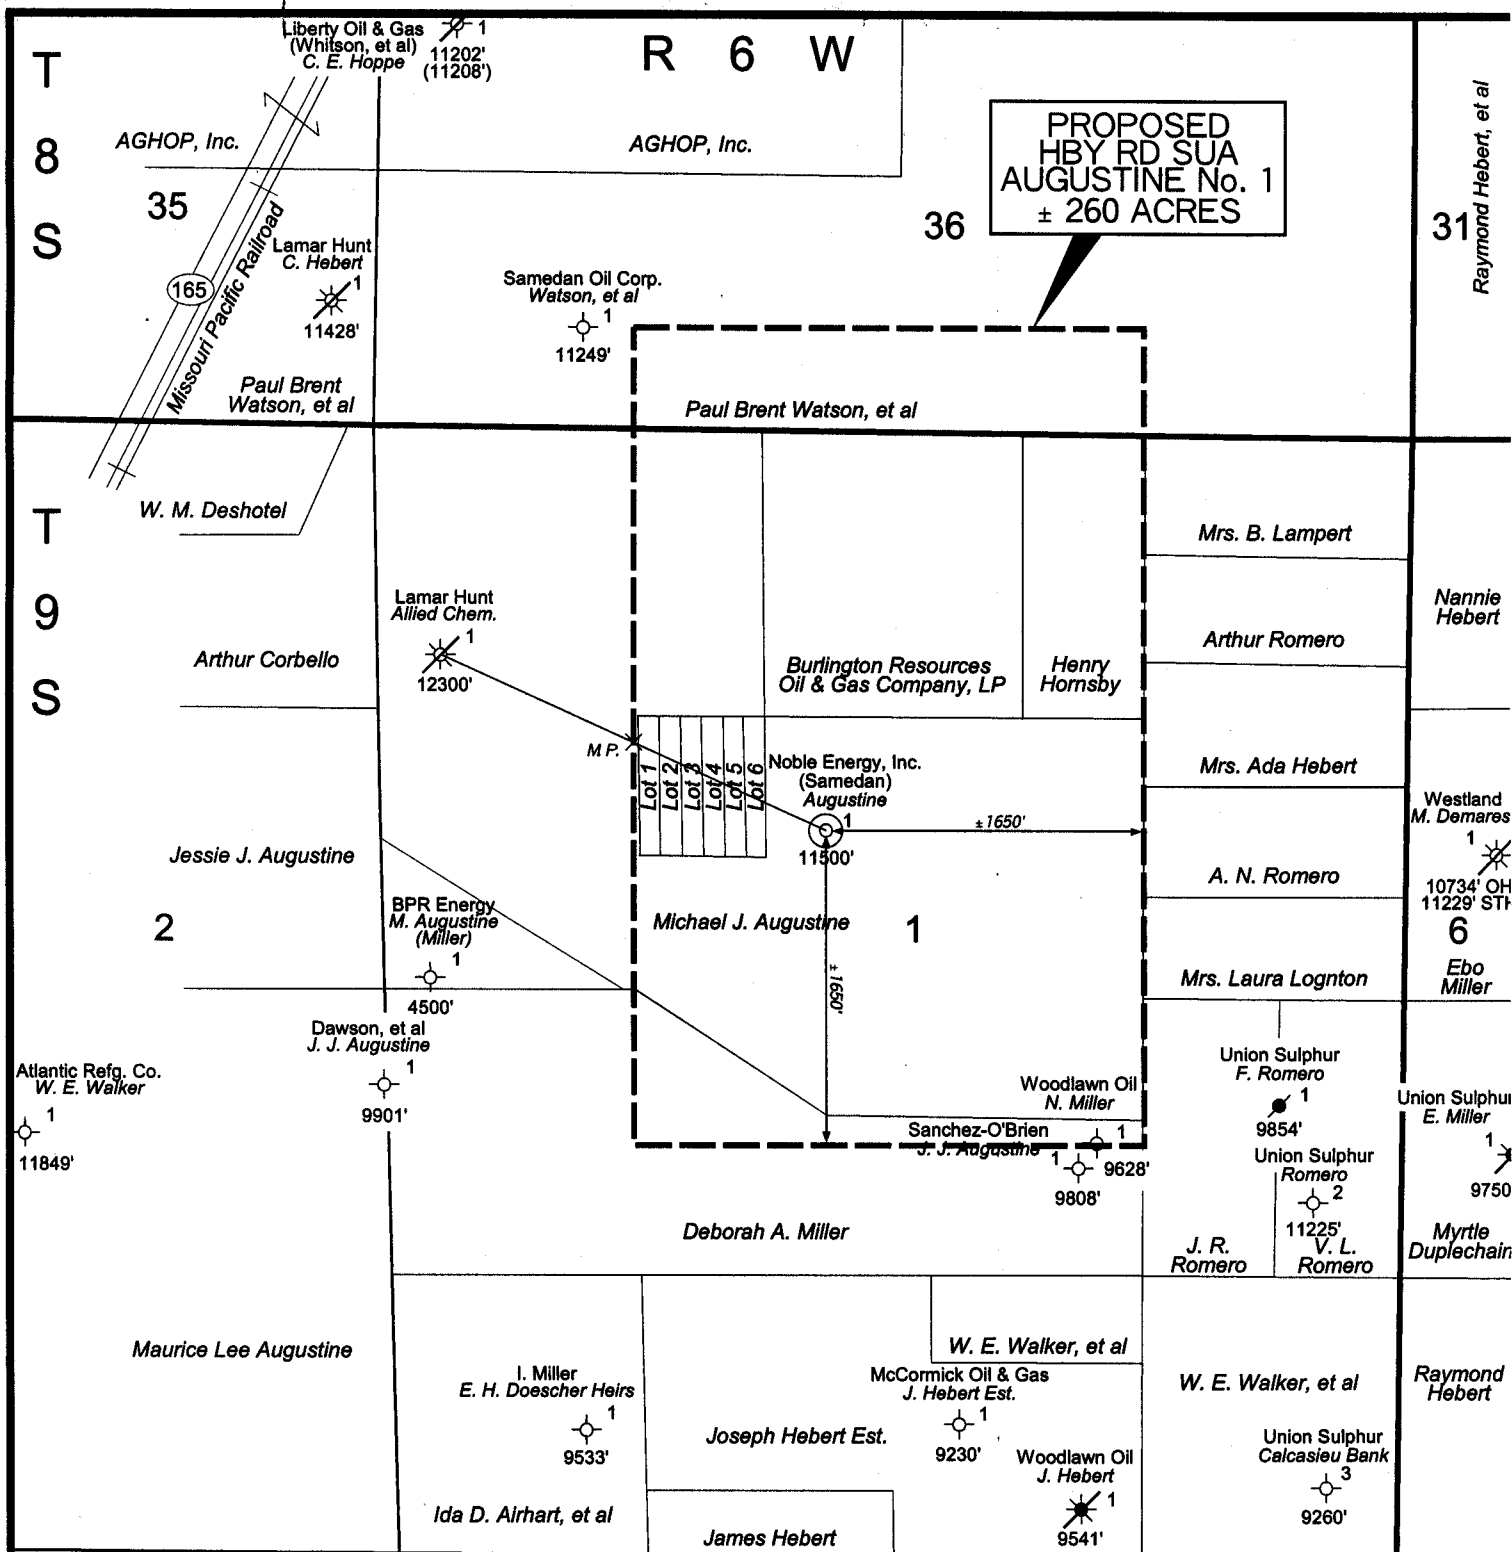 T
8
S
R 6 W
Liberty Oil & Gas
(Whitson, et al)
C. E. Hoppe
1
11202'
(11208')
AGHOP, Inc.
AGHOP, Inc.
35
36
31
PROPOSED
HBY RD SUA
AUGUSTINE No. 1
± 260 ACRES
Raymond Hebert, et al
165
Missouri Pacific Railroad
Lamar Hunt
C. Hebert
1
11428'
Samedan Oil Corp.
Watson, et al
1
11249'
Paul Brent
Watson, et al
Paul Brent Watson, et al
T
9
S
W. M. Deshotel
Mrs. B. Lampert
Lamar Hunt
Allied Chem.
1
12300'
Arthur Corbello
Burlington Resources
Oil & Gas Company, LP
Henry
Hornsby
Arthur Romero
Nannie
Hebert
M.P.
Lot 1
Lot 2
Lot 3
Lot 4
Lot 5
Lot 6
Noble Energy, Inc.
(Samedan)
Augustine
1
11500'
±1650'
±1650'
Mrs. Ada Hebert
Westland
M. Demares
1
10734' OH
11229' STH
Jessie J. Augustine
A. N. Romero
2
BPR Energy
M. Augustine
(Miller)
1
4500'
Michael J. Augustine
1
6
Mrs. Laura Lognton
Ebo
Miller
Dawson, et al
J. J. Augustine
1
9901'
Atlantic Refg. Co.
W. E. Walker
1
11849'
Woodlawn Oil
N. Miller
1
9628'
Sanchez-O'Brien
J. J. Augustine
1
9808'
Union Sulphur
F. Romero
1
9854'
Union Sulphur
E. Miller
1
9750
Union Sulphur
Romero
2
11225'
Deborah A. Miller
J. R.
Romero
V. L.
Romero
Myrtle
Duplechain
Maurice Lee Augustine
W. E. Walker, et al
I. Miller
E. H. Doescher Heirs
1
9533'
McCormick Oil & Gas
J. Hebert Est.
1
9230'
W. E. Walker, et al
Raymond
Hebert
Joseph Hebert Est.
Woodlawn Oil
J. Hebert
1
9541'
Union Sulphur
Calcasieu Bank
3
9260'
Ida D. Airhart, et al
James Hebert